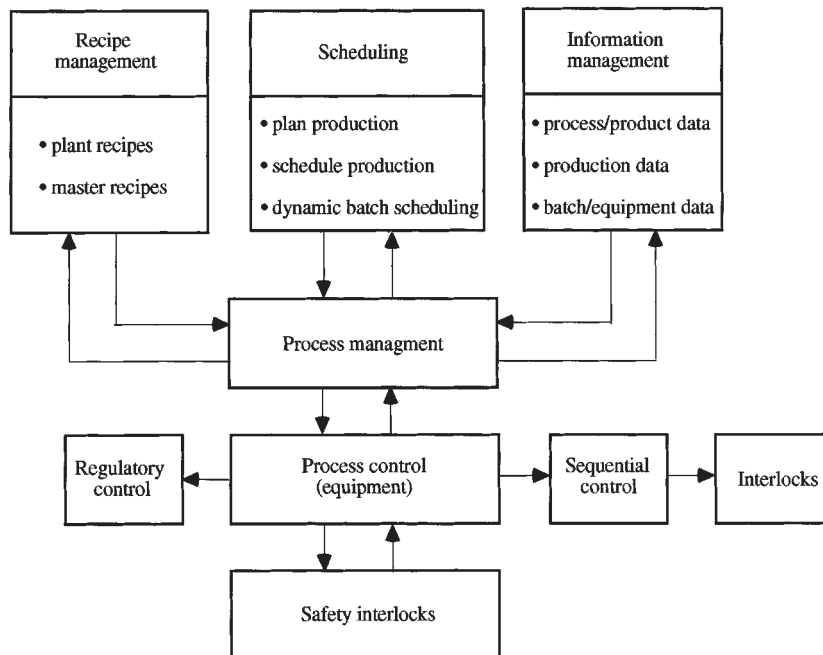 Recipe
management
• plant recipes
• master recipes
Scheduling
• plan production
• schedule production
• dynamic batch scheduling
Information
management
• process/product data
• production data
• batch/equipment data
Process managment
Regulatory
control
Process control
(equipment)
Sequential
control
Interlocks
Safety interlocks